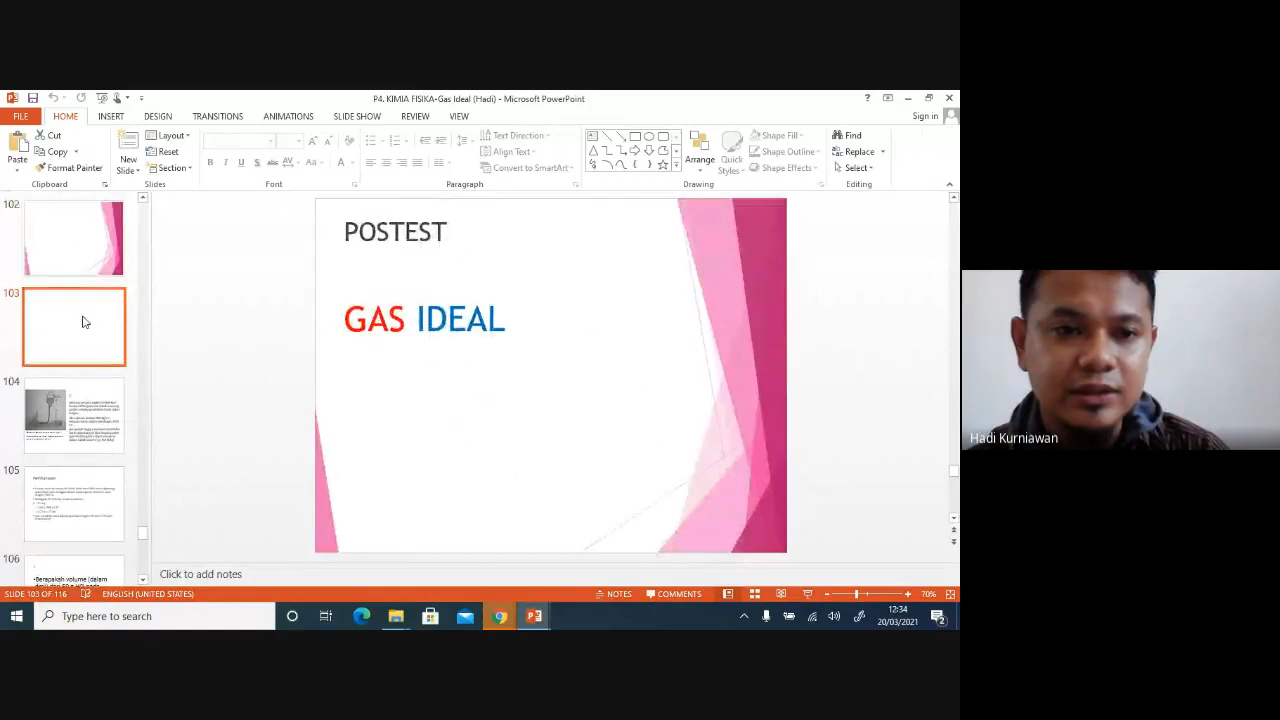 P4. KIMIA FISIKA-Gas Ideal (Hadi) - Microsoft PowerPoint
FILE HOME INSERT DESIGN TRANSITIONS ANIMATIONS SLIDE SHOW REVIEW VIEW
Sign in
Paste
Cut
Copy
Format Painter
Clipboard
New
Slide
Layout
Reset
Section
Slides
Font
Text Direction
Align Text
Convert to SmartArt
Paragraph
Arrange
Quick
Styles
Shape Fill
Shape Outline
Shape Effects
Drawing
Find
Replace
Select
Editing
102
103
104
105
106
Berapakah volume (dalam
POSTEST
GAS IDEAL
Click to add notes
SLIDE 103 OF 116 ENGLISH (UNITED STATES) NOTES COMMENTS 70%
Type here to search
12:34
20/03/2021
2
Hadi Kurniawan